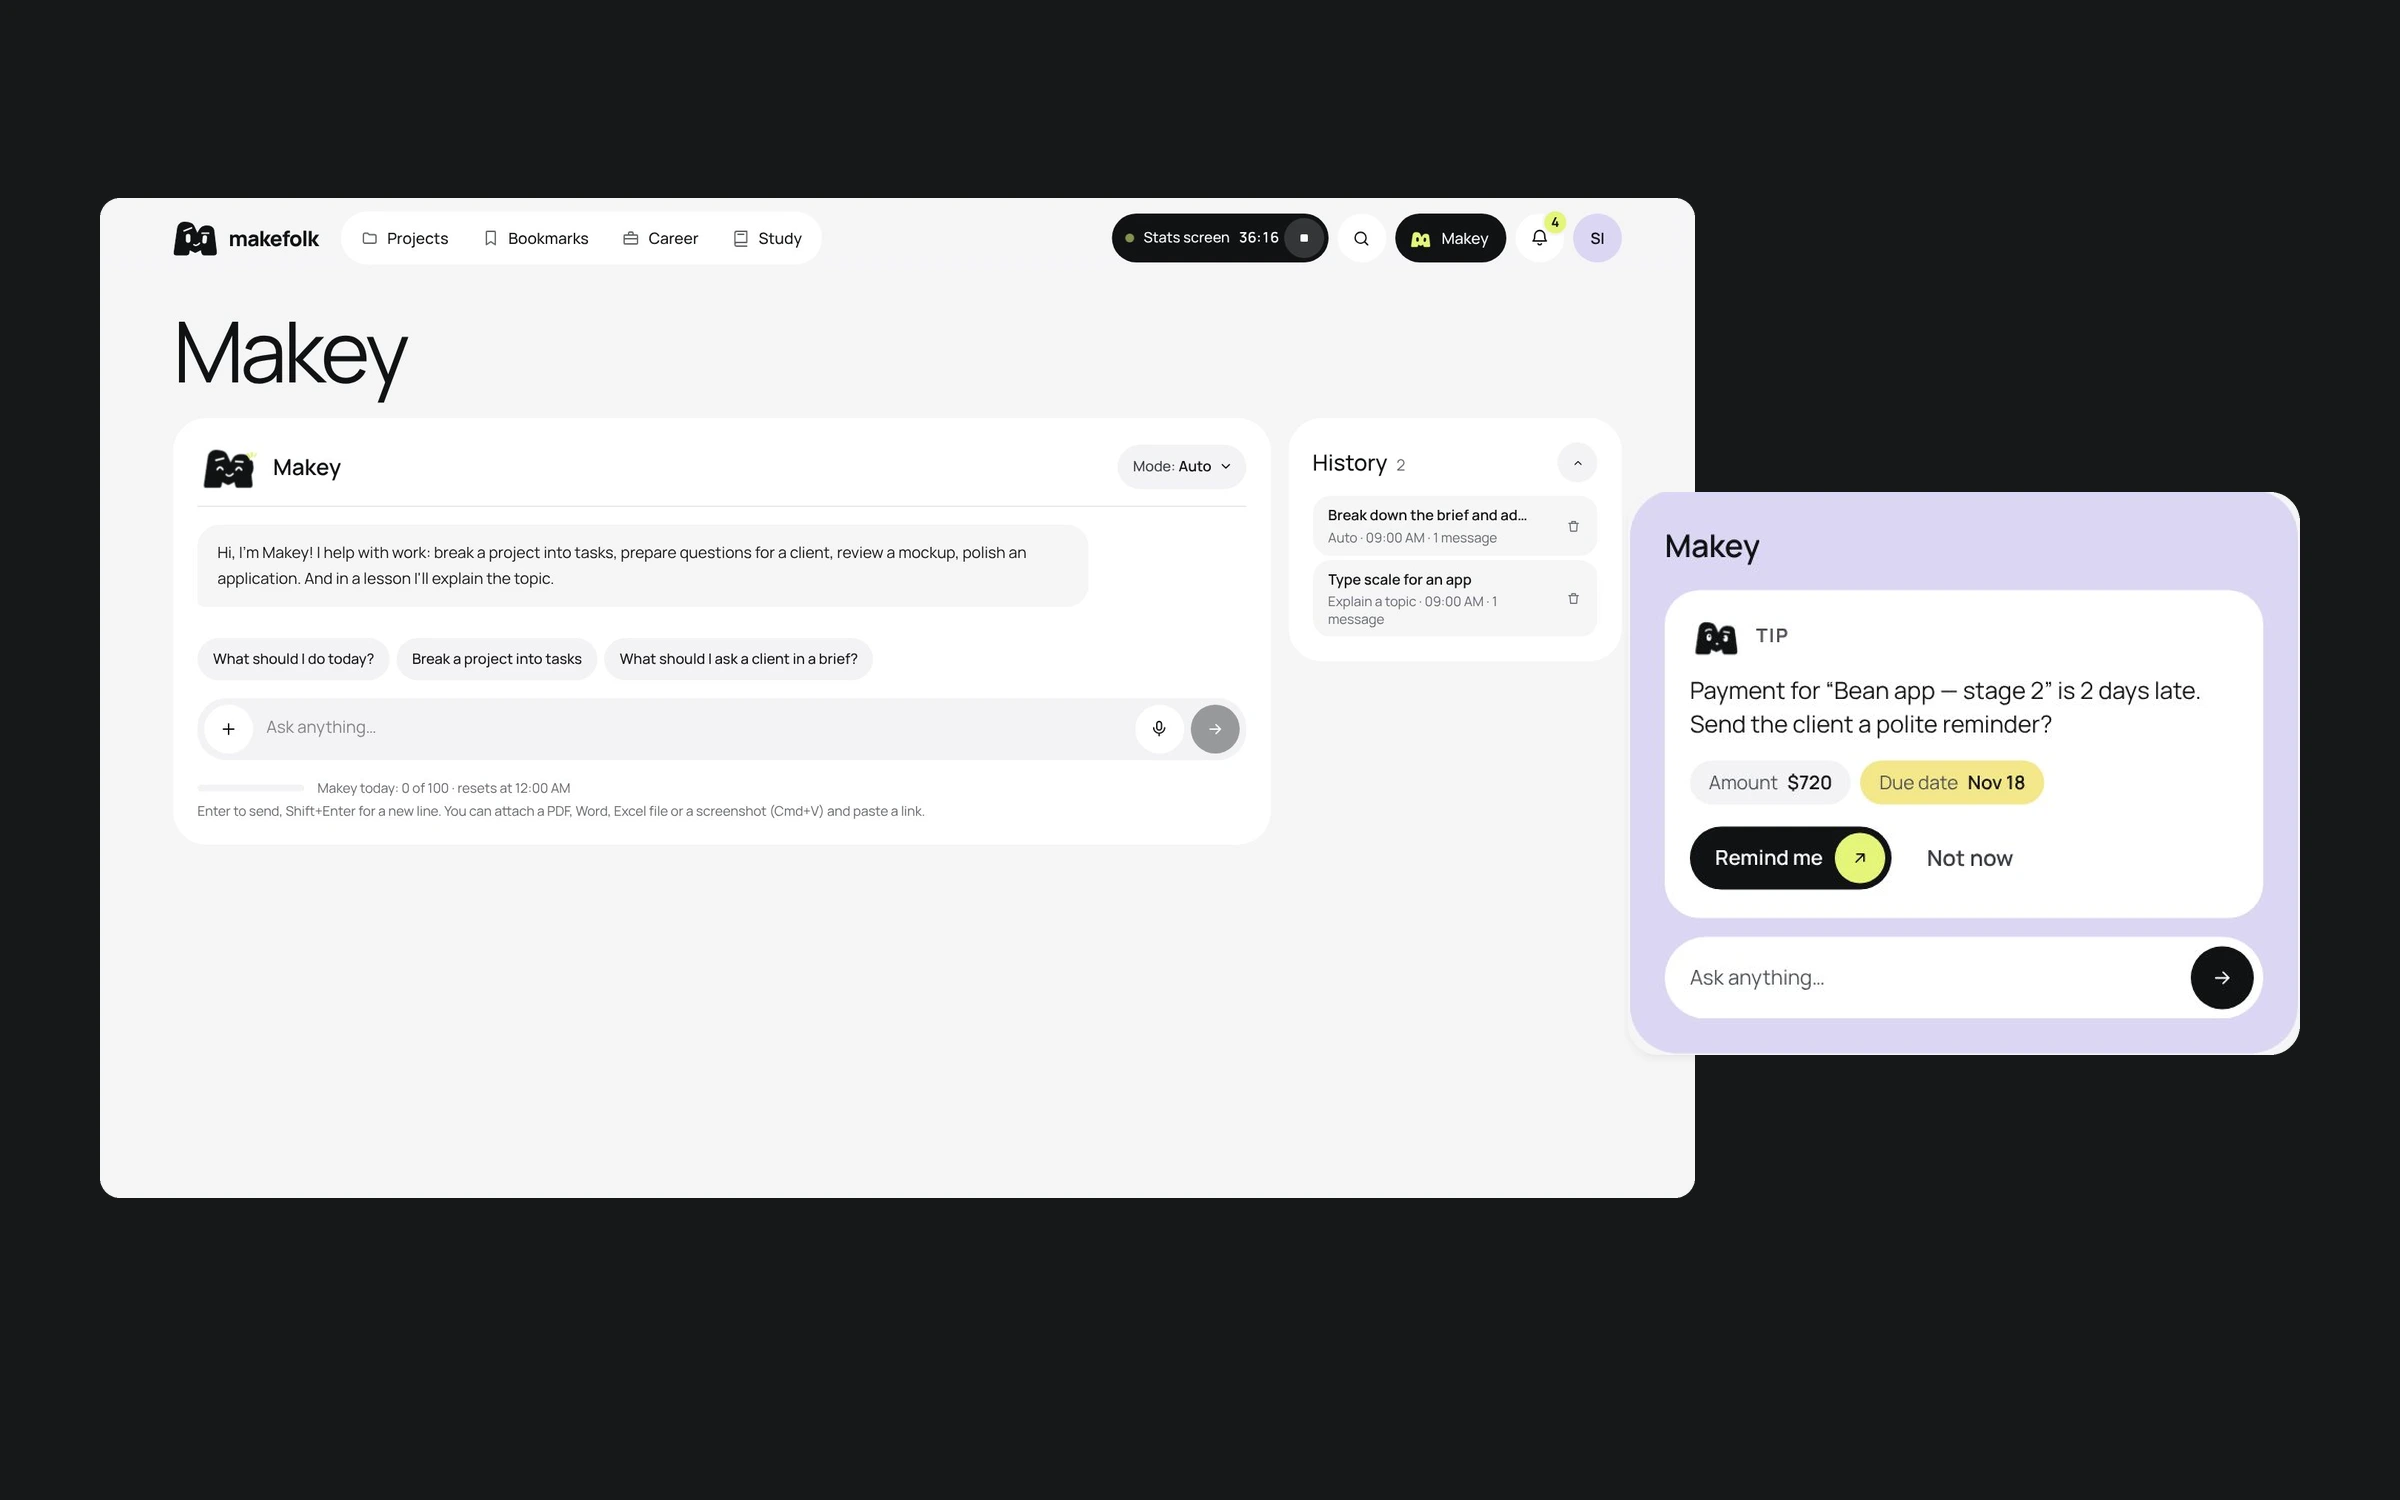 makefolk
Projects
Bookmarks
Career
Study
Stats screen 36:16
Makey
4
SI
Makey
Makey
Mode: Auto
Hi, I'm Makey! I help with work: break a project into tasks, prepare questions for a client, review a mockup, polish an
application. And in a lesson I'll explain the topic.
What should I do today?
Break a project into tasks
What should I ask a client in a brief?
Ask anything...
Makey today: 0 of 100 · resets at 12:00 AM
Enter to send, Shift+Enter for a new line. You can attach a PDF, Word, Excel file or a screenshot (Cmd+V) and paste a link.
History 2
Break down the brief and ad...
Auto · 09:00 AM · 1 message
Type scale for an app
Explain a topic · 09:00 AM · 1
message
Makey
TIP
Payment for “Bean app — stage 2” is 2 days late.
Send the client a polite reminder?
Amount $720
Due date Nov 18
Remind me
Not now
Ask anything...